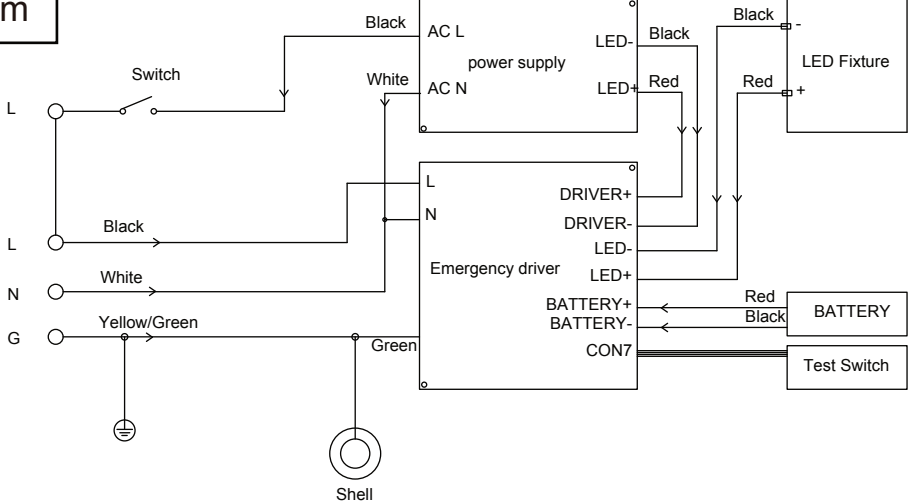 m
Black
AC L
LED-
Black
Black
-
Switch
power supply
LED Fixture
White
AC N
LED+
Red
Red
+
L
L
N
DRIVER+
DRIVER-
L
Black
LED-
Emergency driver
LED+
N
White
BATTERY+
Red
BATTERY
BATTERY-
Black
G
Yellow/Green
Green
CON7
Test Switch
Shell